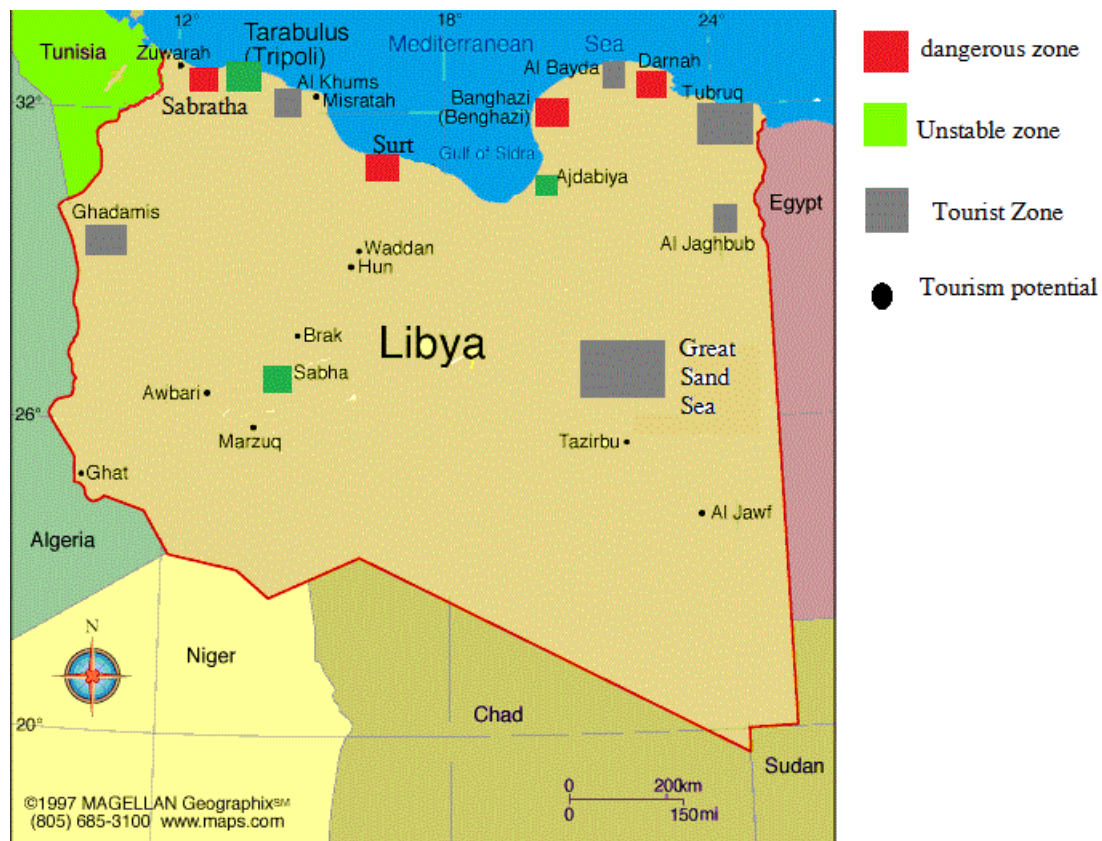 12°
18
24°
Tunisia
Zuwarah
Tarabulus
(Tripoli)
Mediterranean Sea
Al Khums
Misratah
Sabratha
32°
Surt
Banghazi
(Benghazi)
Al Bayda
Darnah
Tubruq
Gulf of Sidra
Ajdabiya
Ghadamis
Waddan
Hun
Al Jaghbub
Egypt
Brak
Libya
Sabha
Great
Sand
Sea
26°
Awbari
Marzuq
Tazirbu
Ghat
Al Jawf
Algeria
N
Niger
Chad
20°
Sudan
0 200km
0 150mi
©1997 MAGELLAN Geographix℠
(805) 685-3100 www.maps.com
dangerous zone
Unstable zone
Tourist Zone
Tourism potential